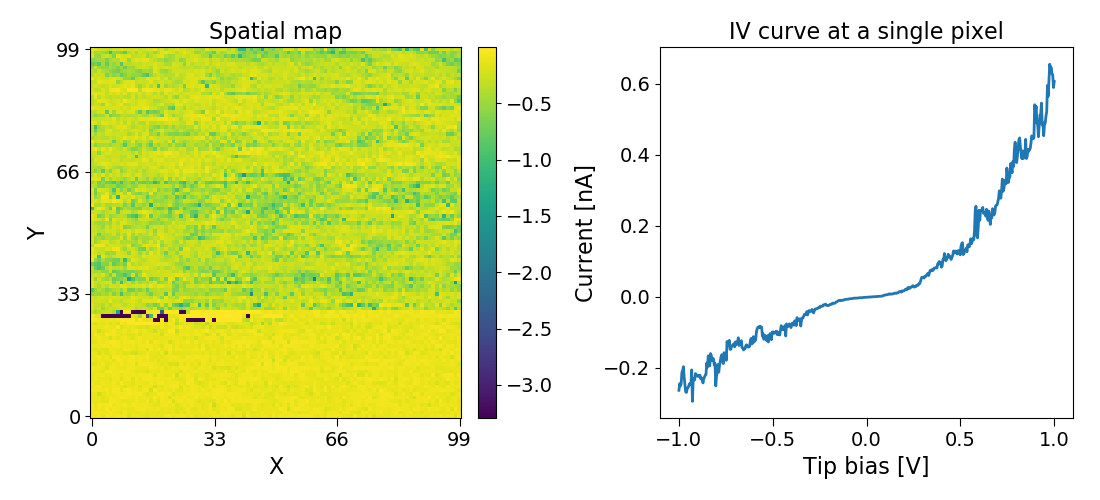 Spatial map
99
66
33
0
Y
0 33 66 99
X
−0.5
−1.0
−1.5
−2.0
−2.5
−3.0
IV curve at a single pixel
0.6
0.4
0.2
0.0
−0.2
Current [nA]
−1.0 −0.5 0.0 0.5 1.0
Tip bias [V]